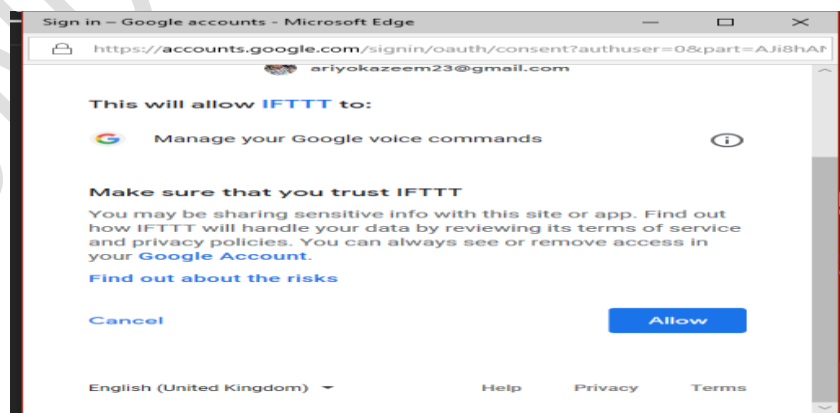 Sign in – Google accounts - Microsoft Edge
https://accounts.google.com/signin/oauth/consent?authuser=0&part=AJi8hAN
ariyokazeem23@gmail.com
This will allow IFTTT to:
Manage your Google voice commands
Make sure that you trust IFTTT
You may be sharing sensitive info with this site or app. Find out
how IFTTT will handle your data by reviewing its terms of service
and privacy policies. You can always see or remove access in
your Google Account.
Find out about the risks
Cancel Allow
English (United Kingdom) Help Privacy Terms